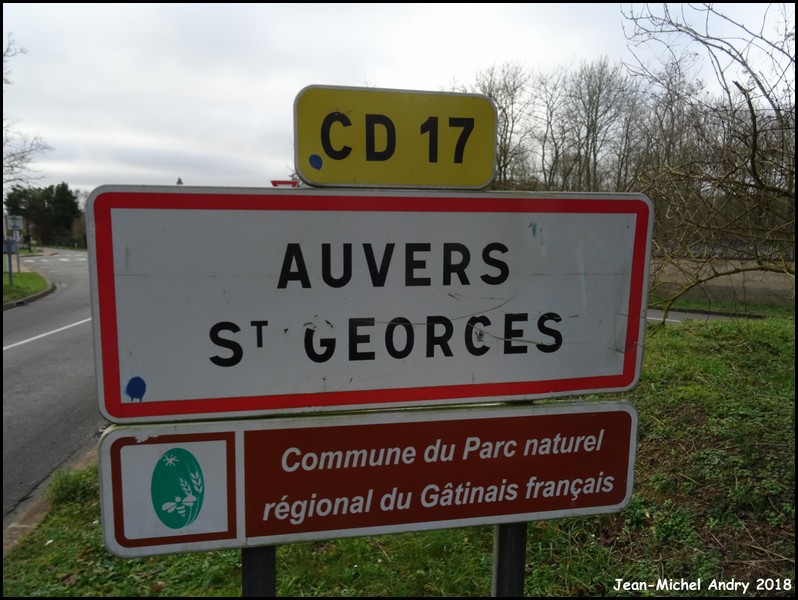 CD 17
AUVERS
ST GEORGES
Commune du Parc naturel
régional du Gâtinais français
Jean-Michel Andry 2018